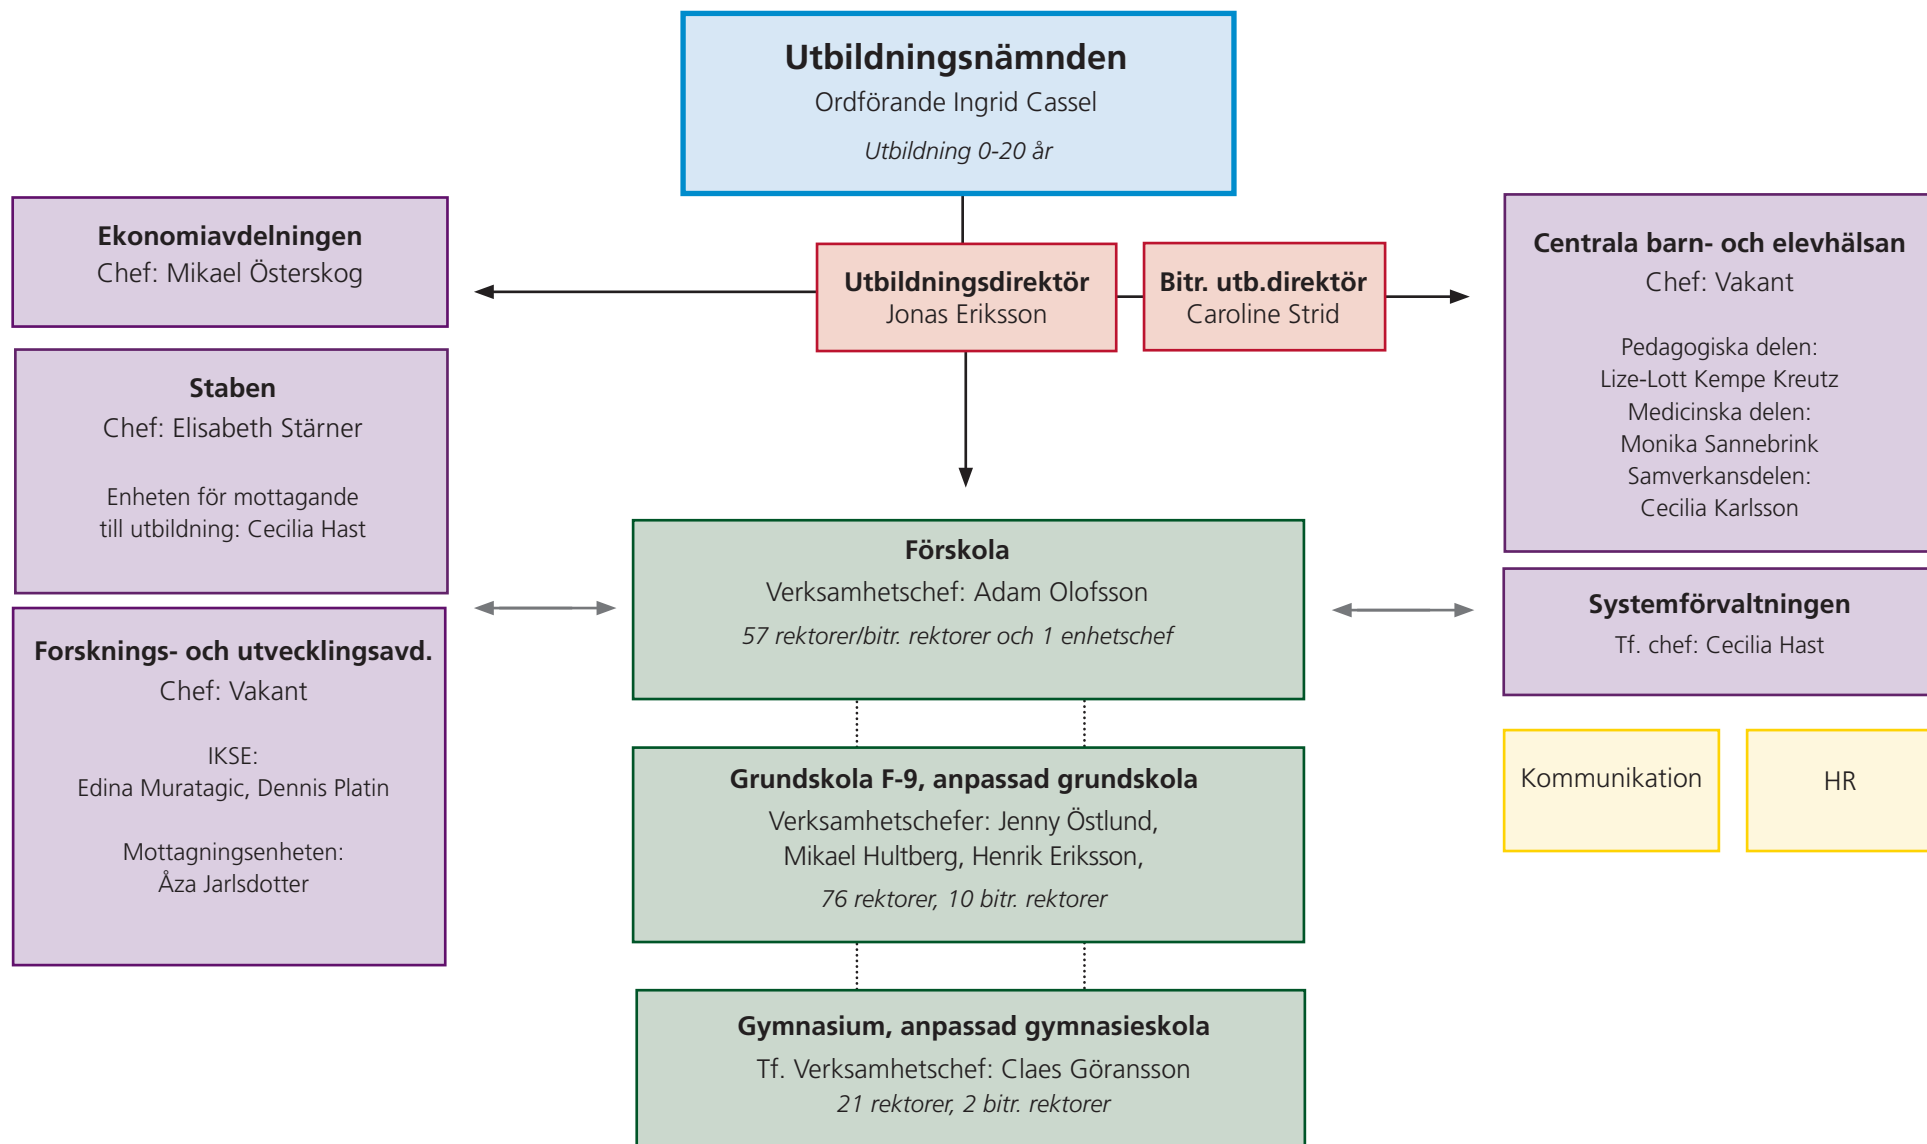 Utbildningsnämnden
Ordförande Ingrid Cassel
Utbildning 0-20 år
Ekonomiavdelningen
Chef: Mikael Österskog
Utbildningsdirektör
Jonas Eriksson
Bitr. utb.direktör
Caroline Strid
Centrala barn- och elevhälsan
Chef: Vakant
Pedagogiska delen:
Lize-Lott Kempe Kreutz
Medicinska delen:
Monika Sannebrink
Samverkansdelen:
Cecilia Karlsson
Staben
Chef: Elisabeth Stärner
Enheten för mottagande
till utbildning: Cecilia Hast
Förskola
Verksamhetschef: Adam Olofsson
57 rektorer/bitr. rektorer och 1 enhetschef
Systemförvaltningen
Tf. chef: Cecilia Hast
Forsknings- och utvecklingsavd.
Chef: Vakant
IKSE:
Edina Muratagic, Dennis Platin
Mottagningsenheten:
Åza Jarlsdotter
Grundskola F-9, anpassad grundskola
Verksamhetschefer: Jenny Östlund,
Mikael Hultberg, Henrik Eriksson,
76 rektorer, 10 bitr. rektorer
Kommunikation
HR
Gymnasium, anpassad gymnasieskola
Tf. Verksamhetschef: Claes Göransson
21 rektorer, 2 bitr. rektorer